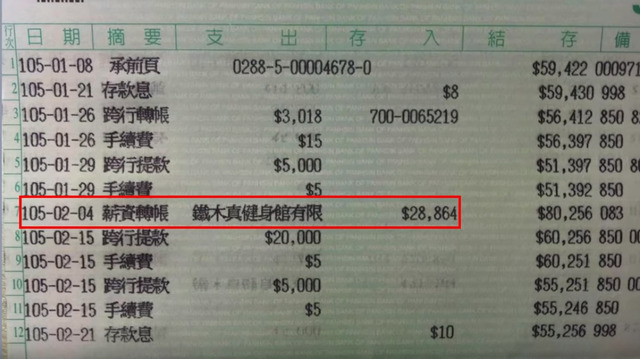 行次 日期 摘要 支出 存入 結存 備
1 105-01-08 承前頁 0288-5-00004678-0 $59,422 000971
2 105-01-21 存款息 $8 $59,430 998
3 105-01-26 跨行轉帳 $3,018 700-0065219 $56,412 850
4 105-01-26 手續費 $15 $56,397 850
5 105-01-29 跨行提款 $5,000 $51,397 850
6 105-01-29 手續費 $5 $51,392 850
7 105-02-04 薪資轉帳 鐵木真健身館有限 $28,864 $80,256 083
8 105-02-15 跨行提款 $20,000 $60,256 850
9 105-02-15 手續費 $5 $60,251 850
10 105-02-15 跨行提款 $5,000 $55,251 850
11 105-02-15 手續費 $5 $55,246 850
12 105-02-21 存款息 $10 $55,256 998